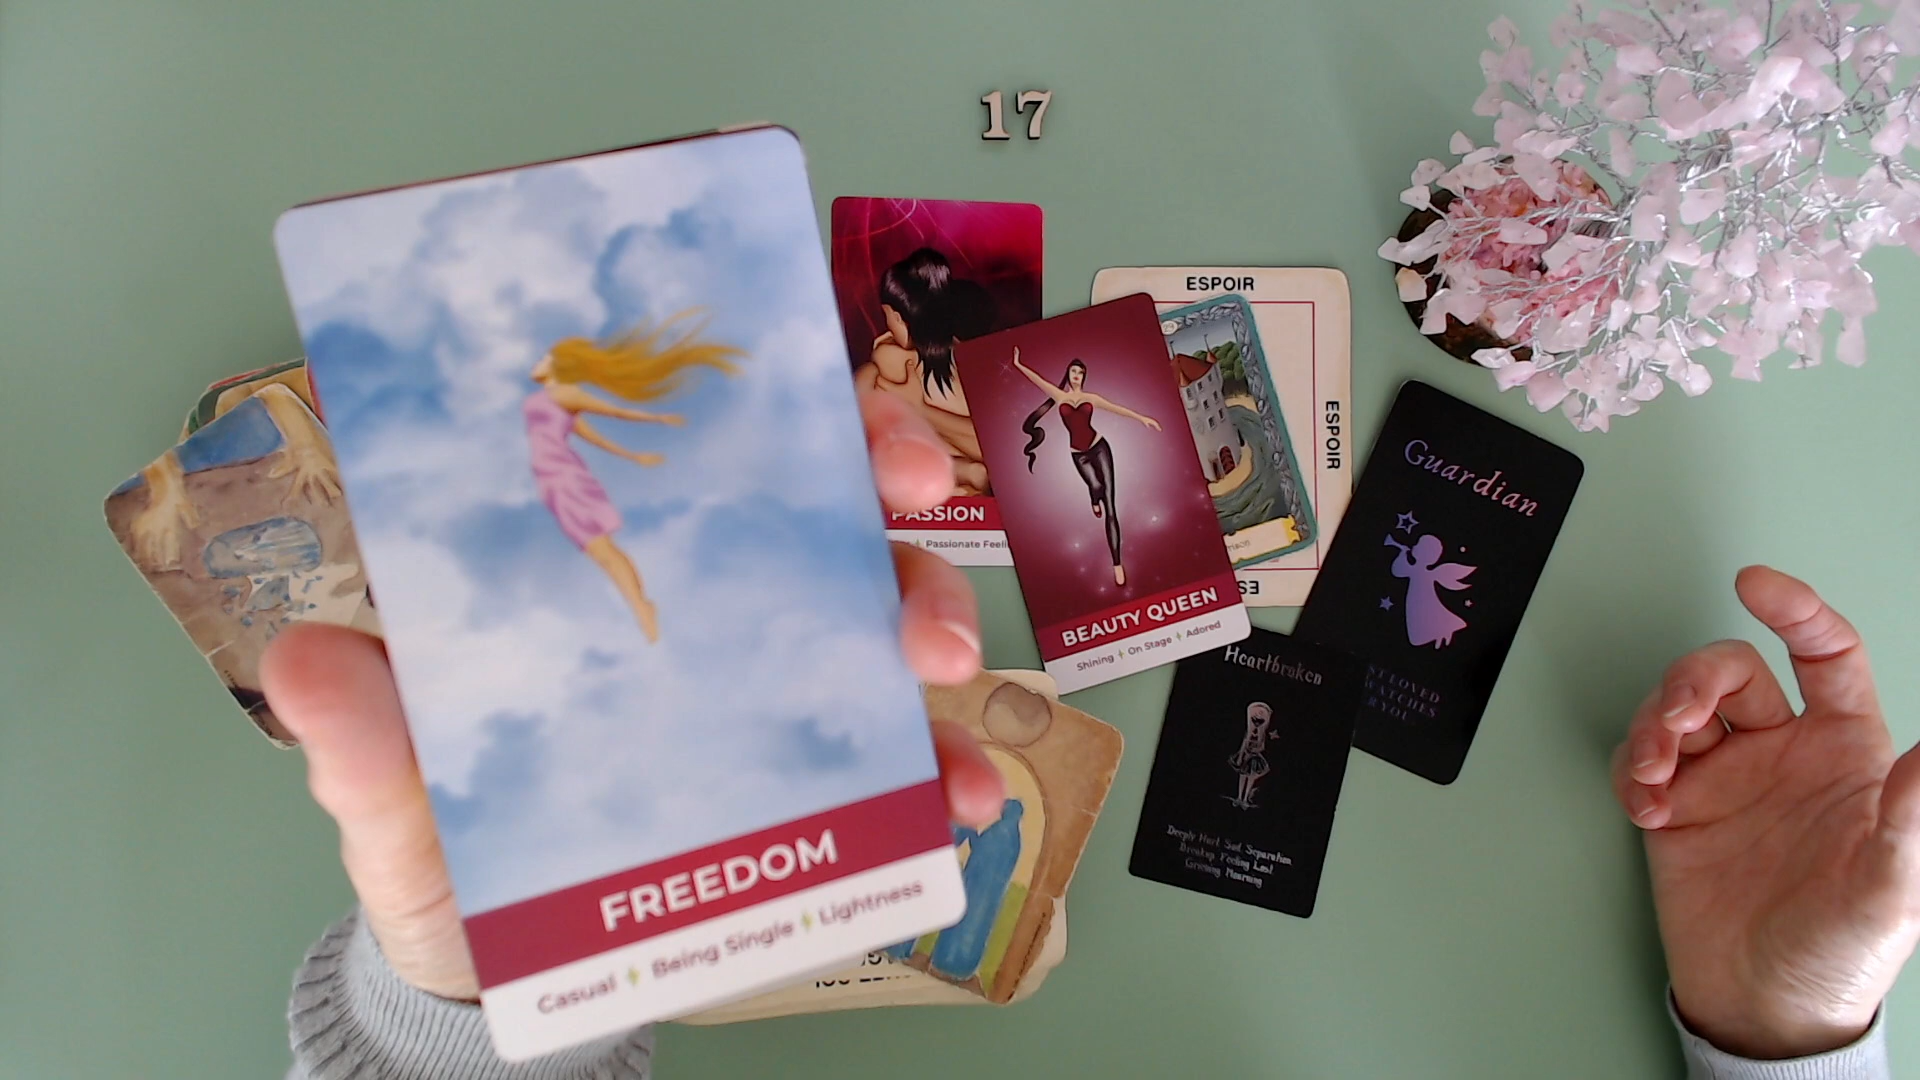 17
ESPOIR
ESPOIR
PASSION
Passionate
BEAUTY QUEEN
Shining On Stage Adored
Guardian
LOVED
Heartbroken
Deeply Hurt Sad Separation
Breakup Feeling Lost
Grieving Mourning
FREEDOM
Casual Being Single Lightness